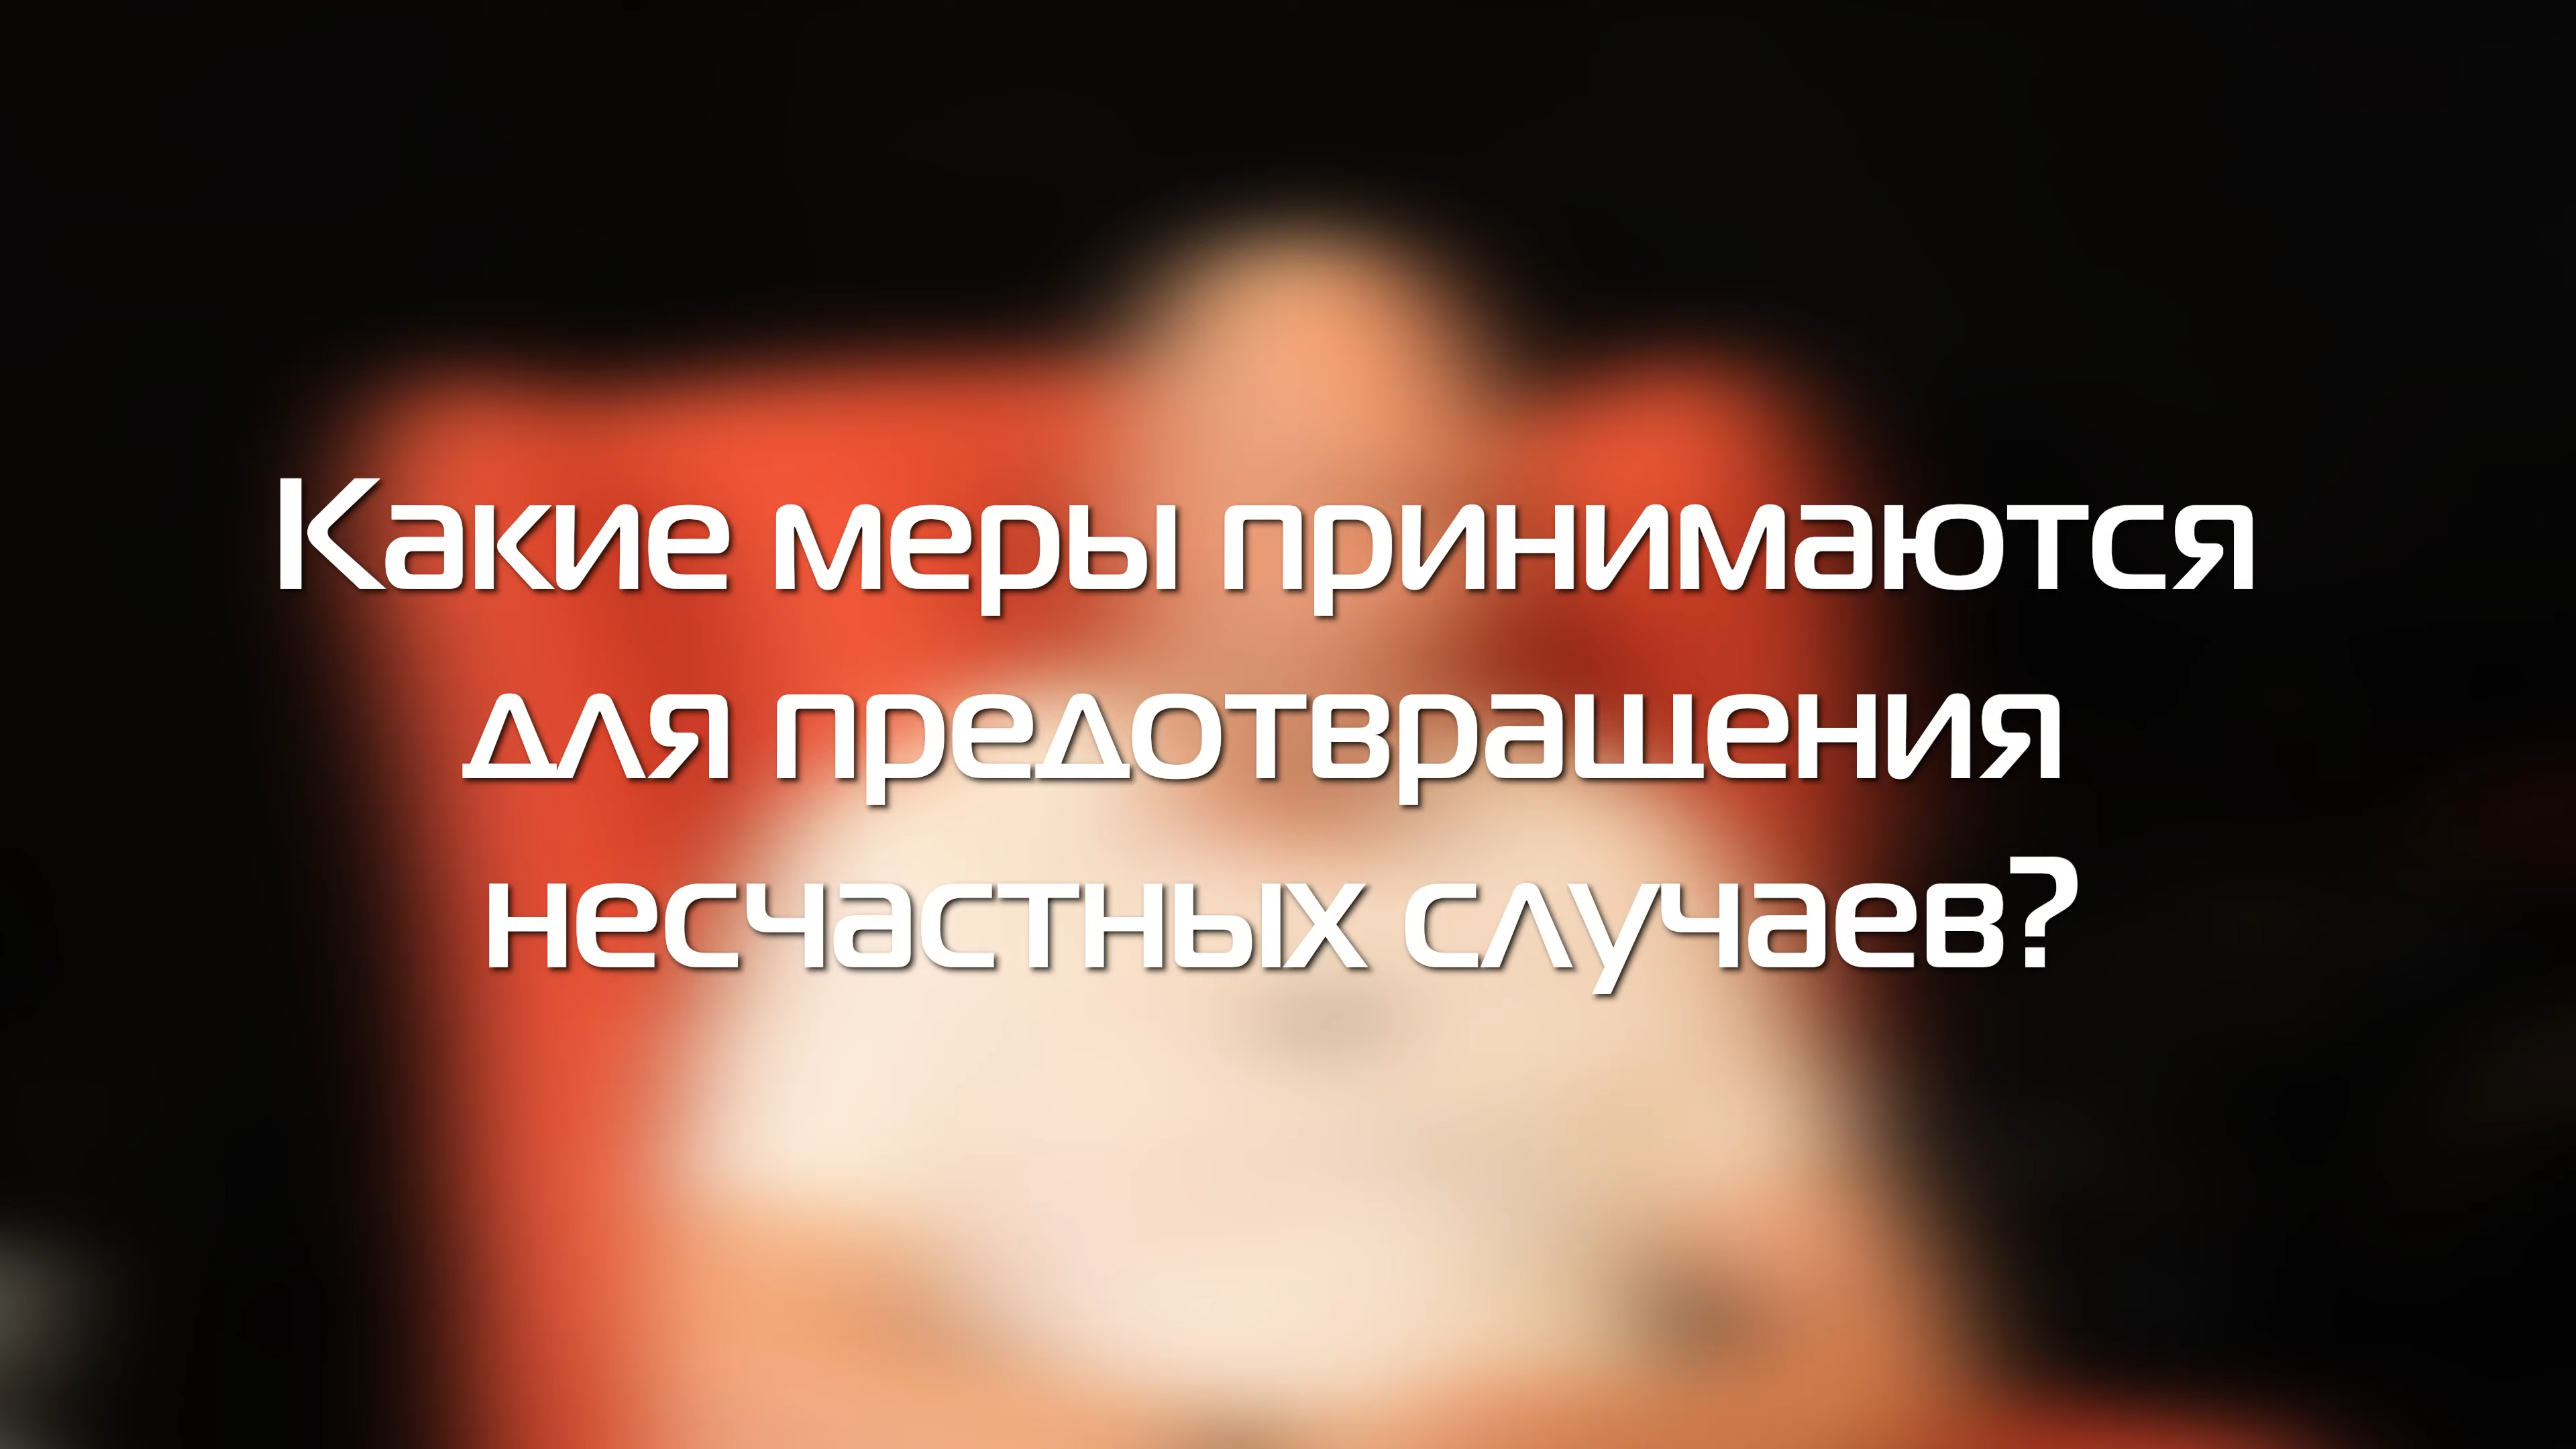 Какие меры принимаются
для предотвращения
несчастных случаев?